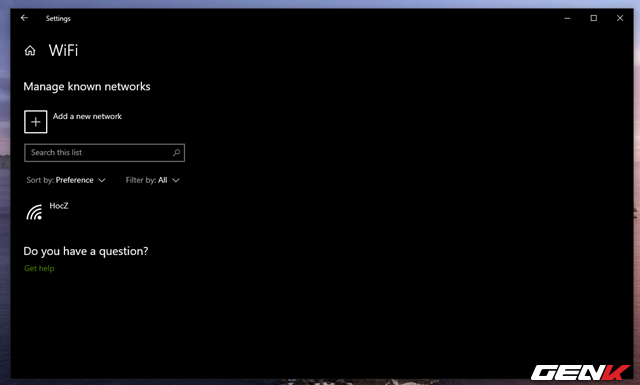 Settings
WiFi
Manage known networks
Add a new network
Search this list
Sort by: Preference Filter by: All
HocZ
Do you have a question?
Get help
GENK